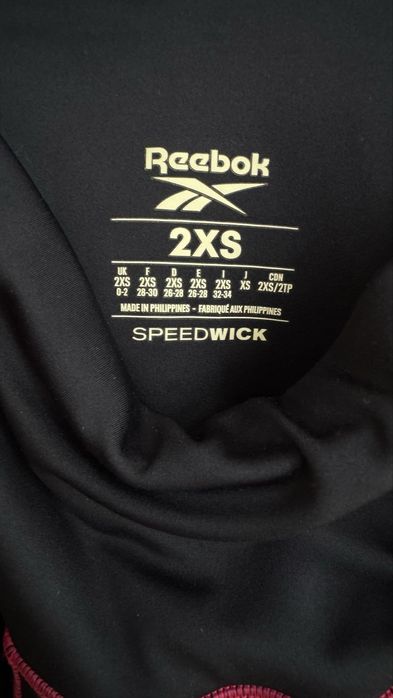 Reebok
2XS
UK F D E I J CDN
2XS 2XS 2XS 2XS 2XS XS 2XS/2TP
0-2 28-30 26-28 26-28 32-34
MADE IN PHILIPPINES - FABRIQUÉ AUX PHILIPPINES
SPEEDWICK